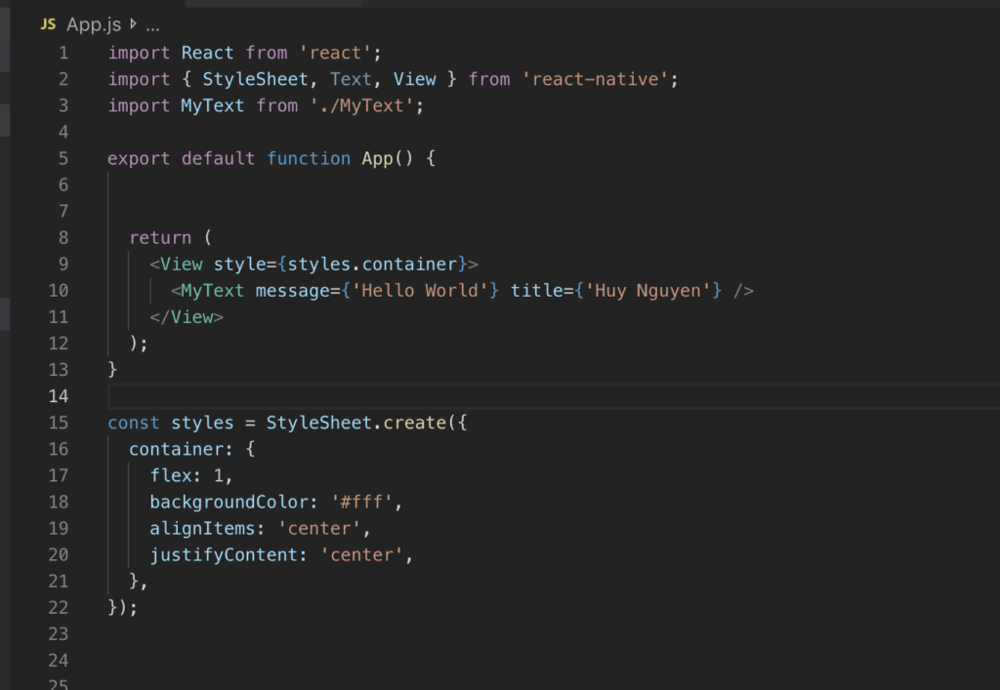 JS App.js ▸ ...
1 import React from 'react';
2 import { StyleSheet, Text, View } from 'react-native';
3 import MyText from './MyText';
4
5 export default function App() {
6
7
8   return (
9     <View style={styles.container}>
10       <MyText message={'Hello World'} title={'Huy Nguyen'} />
11     </View>
12   );
13 }
14
15 const styles = StyleSheet.create({
16   container: {
17     flex: 1,
18     backgroundColor: '#fff',
19     alignItems: 'center',
20     justifyContent: 'center',
21   },
22 });
23
24
25